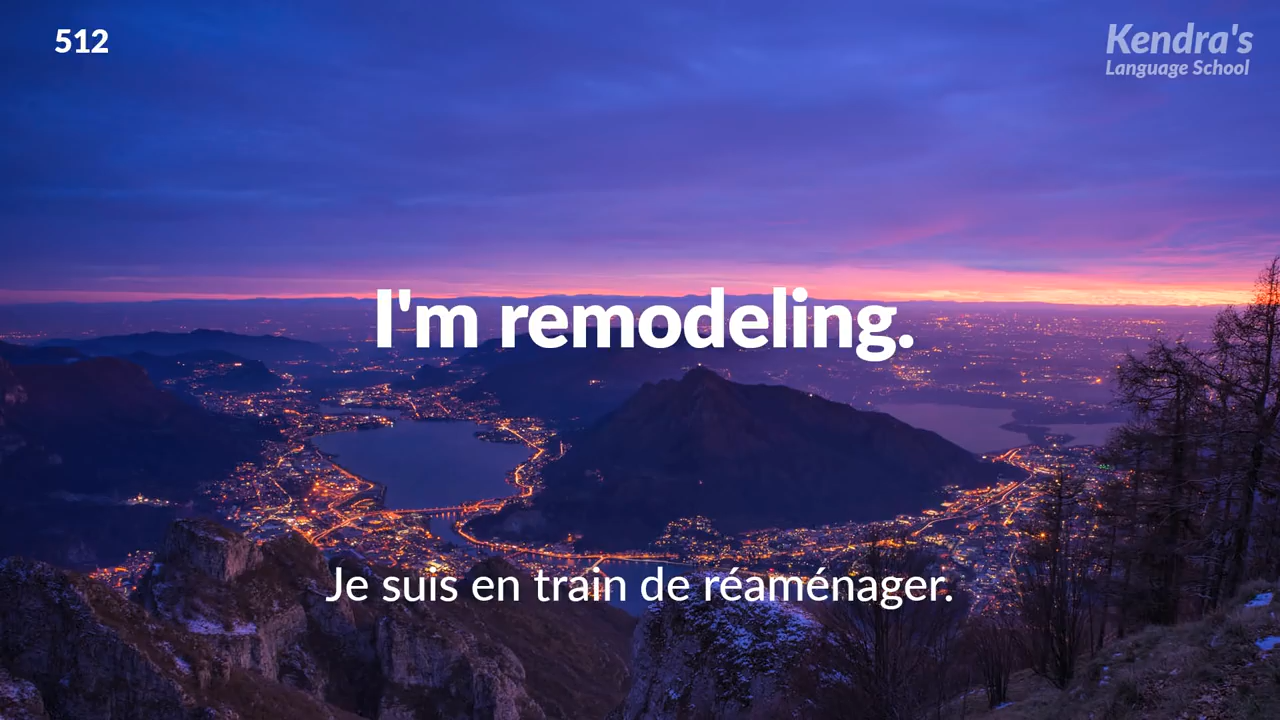 512
Kendra's
Language School
I'm remodeling.
Je suis en train de réaménager.